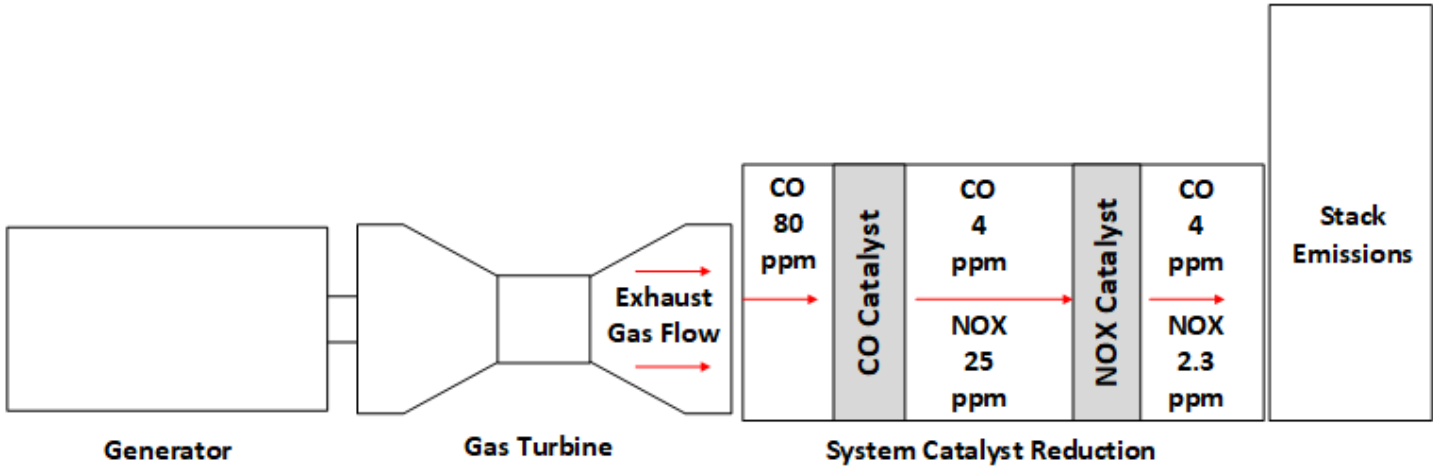 CO
80
ppm
CO Catalyst
CO
4
ppm
NOX
25
ppm
NOX Catalyst
CO
4
ppm
NOX
2.3
ppm
Stack
Emissions
Exhaust
Gas Flow
Generator
Gas Turbine
System Catalyst Reduction